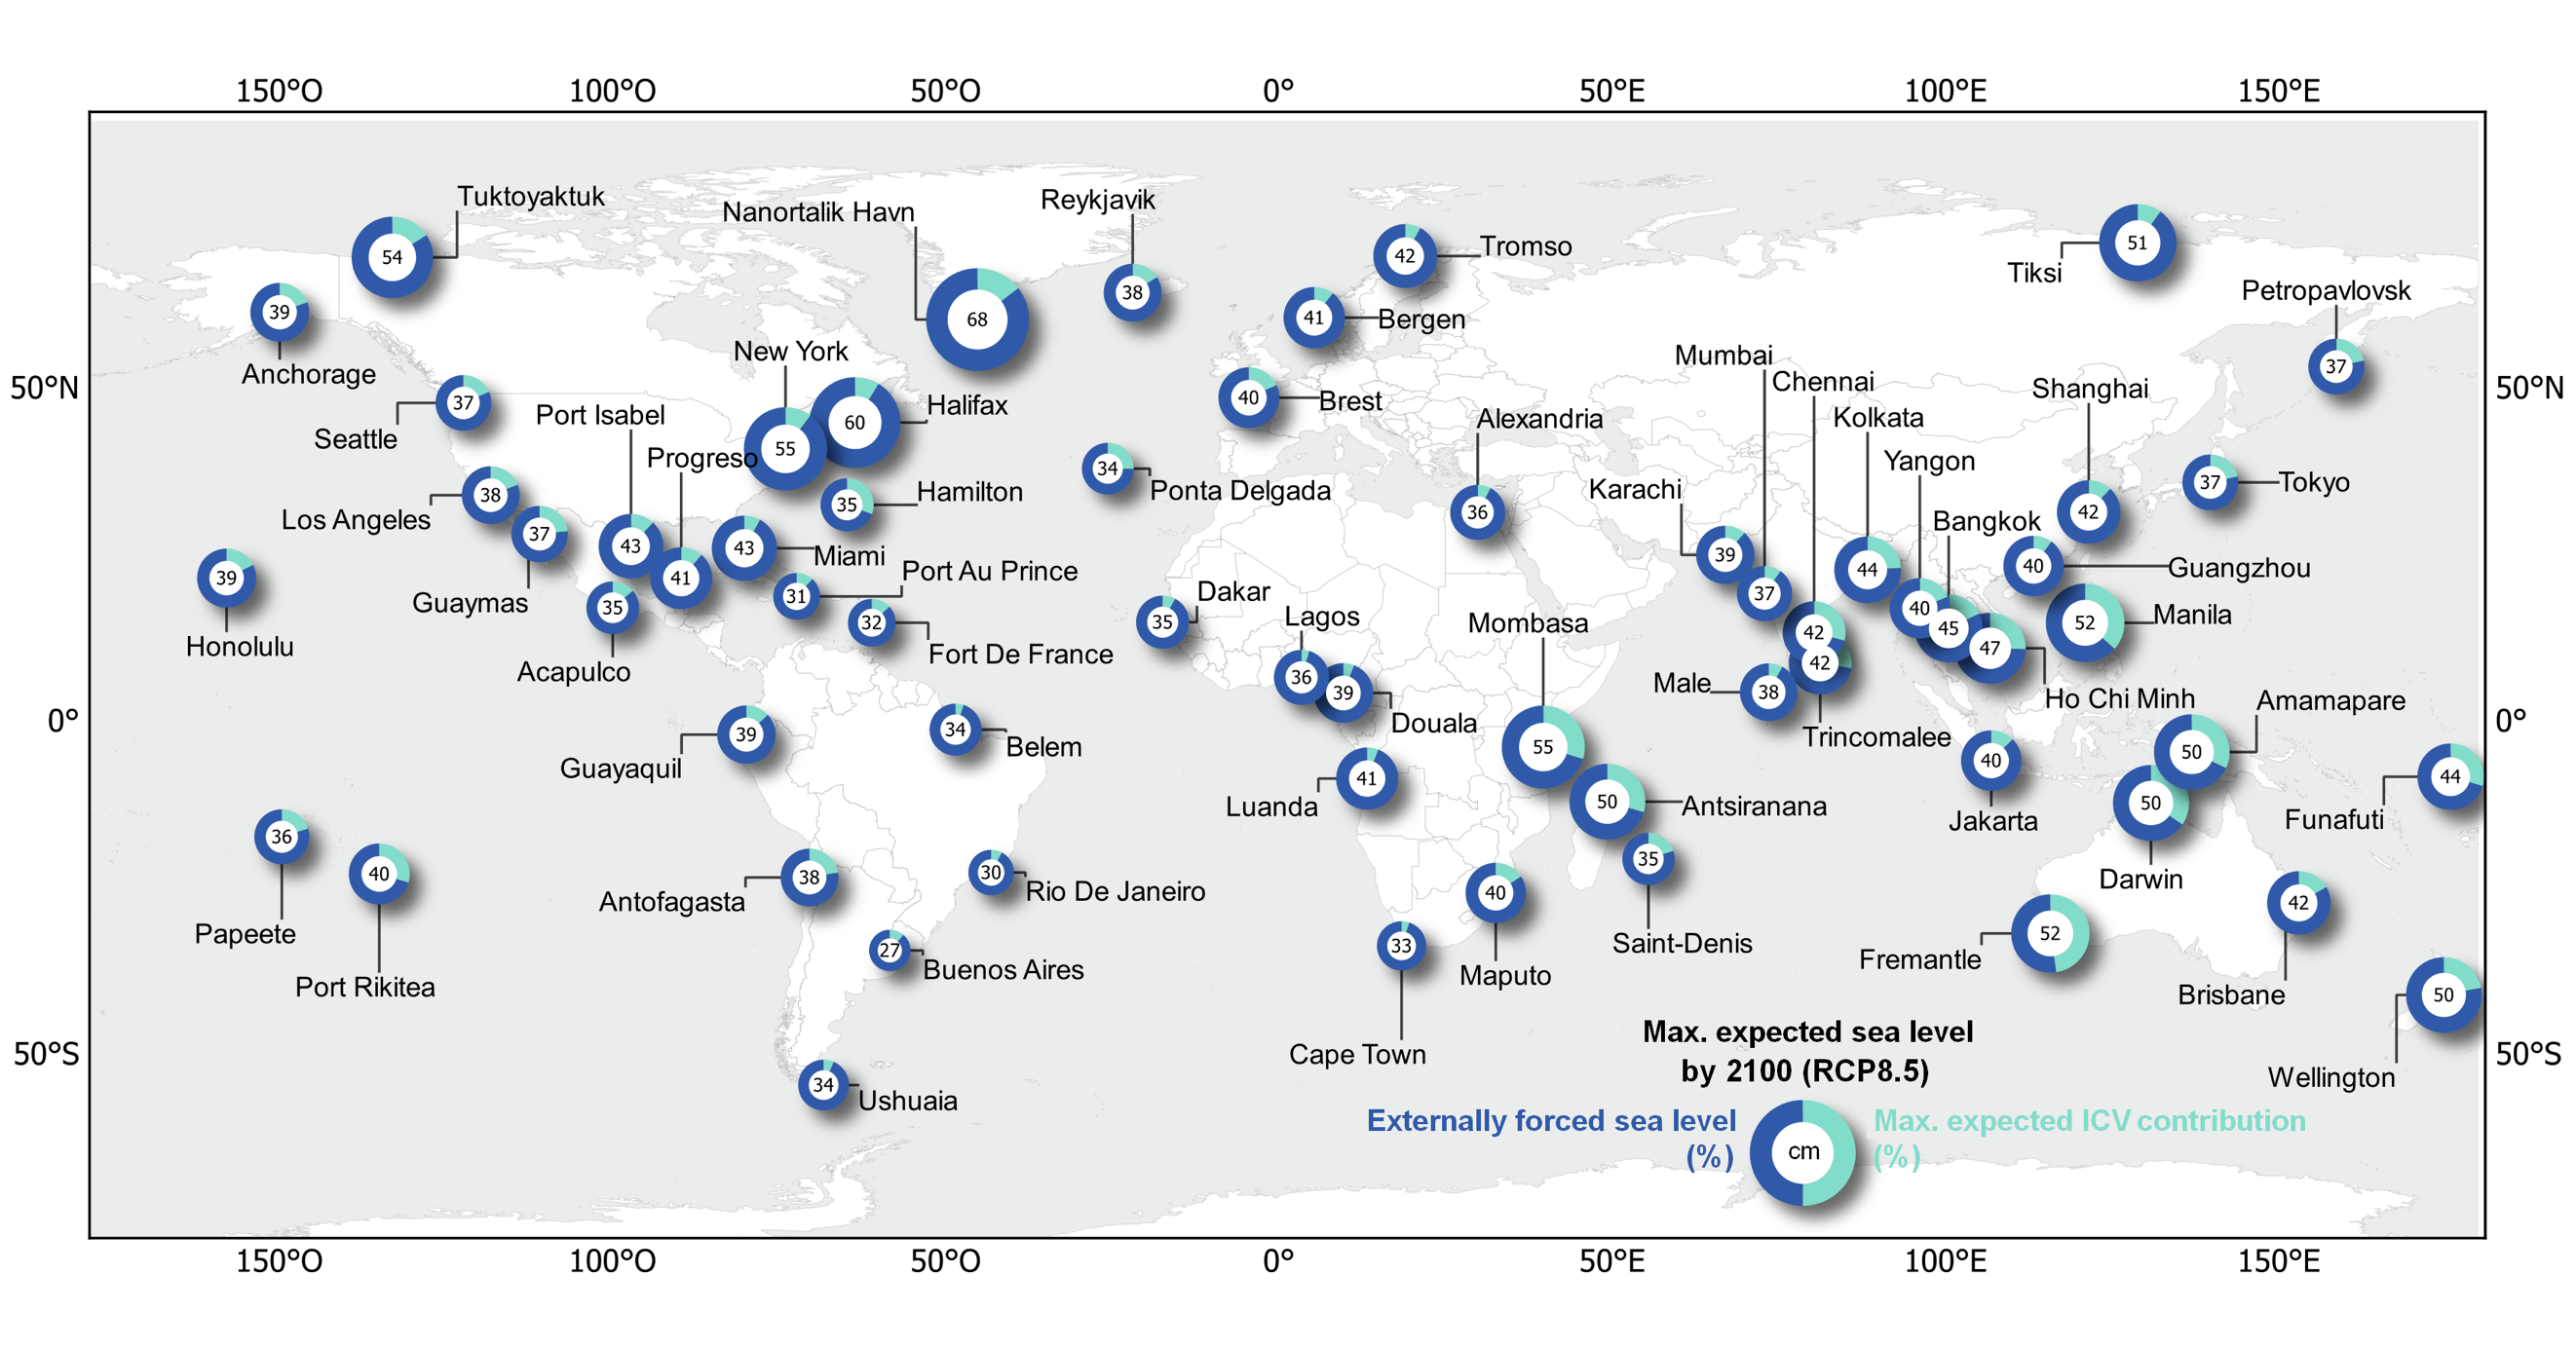 150°O 100°O 50°O 0° 50°E 100°E 150°E
Tuktoyaktuk
54
Nanortalik Havn
68
Reykjavik
38
Tromso
42
Tiksi
51
Petropavlovsk
37
39
Anchorage
41
Bergen
50°N
50°N
37
Seattle
New York
55
60
Halifax
40
Brest
Mumbai
37
Chennai
42
Kolkata
44
Yangon
40
Bangkok
45
Shanghai
42
Port Isabel
43
Progreso
41
Alexandria
36
Karachi
39
37
Tokyo
38
Los Angeles
35
Hamilton
34
Ponta Delgada
37
Guaymas
43
Miami
40
Guangzhou
39
Honolulu
35
Acapulco
31
Port Au Prince
32
Fort De France
Dakar
35
Lagos
36
39
Douala
Mombasa
55
52
Manila
47
Ho Chi Minh
Male
38
42
Trincomalee
Amamapare
50
0°
0°
39
Guayaquil
34
Belem
41
Luanda
50
Antsiranana
40
Jakarta
50
Darwin
44
Funafuti
36
Papeete
40
Port Rikitea
38
Antofagasta
30
Rio De Janeiro
35
Saint-Denis
40
Maputo
33
Cape Town
52
Fremantle
42
Brisbane
27
Buenos Aires
50
Wellington
50°S
50°S
34
Ushuaia
Max. expected sea level
by 2100 (RCP8.5)
Externally forced sea level
(%)
cm
Max. expected ICV contribution
(%)
150°O 100°O 50°O 0° 50°E 100°E 150°E